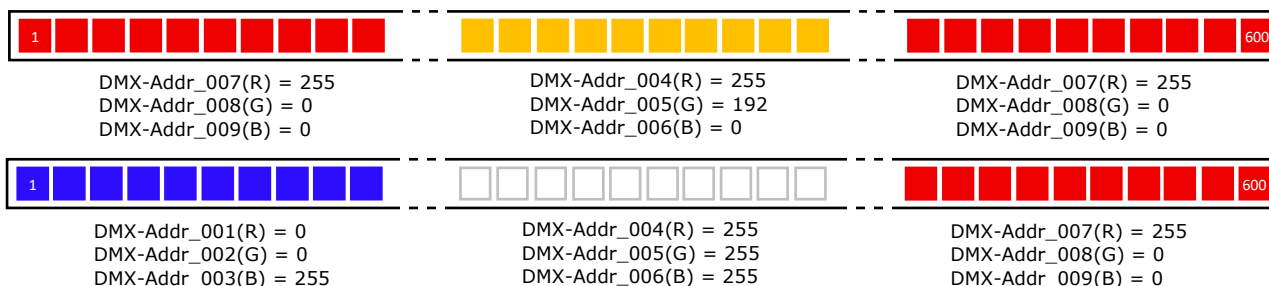 1
600
DMX-Addr_007(R) = 255
DMX-Addr_008(G) = 0
DMX-Addr_009(B) = 0
DMX-Addr_004(R) = 255
DMX-Addr_005(G) = 192
DMX-Addr_006(B) = 0
DMX-Addr_007(R) = 255
DMX-Addr_008(G) = 0
DMX-Addr_009(B) = 0
1
600
DMX-Addr_001(R) = 0
DMX-Addr_002(G) = 0
DMX-Addr_003(B) = 255
DMX-Addr_004(R) = 255
DMX-Addr_005(G) = 255
DMX-Addr_006(B) = 255
DMX-Addr_007(R) = 255
DMX-Addr_008(G) = 0
DMX-Addr_009(B) = 0